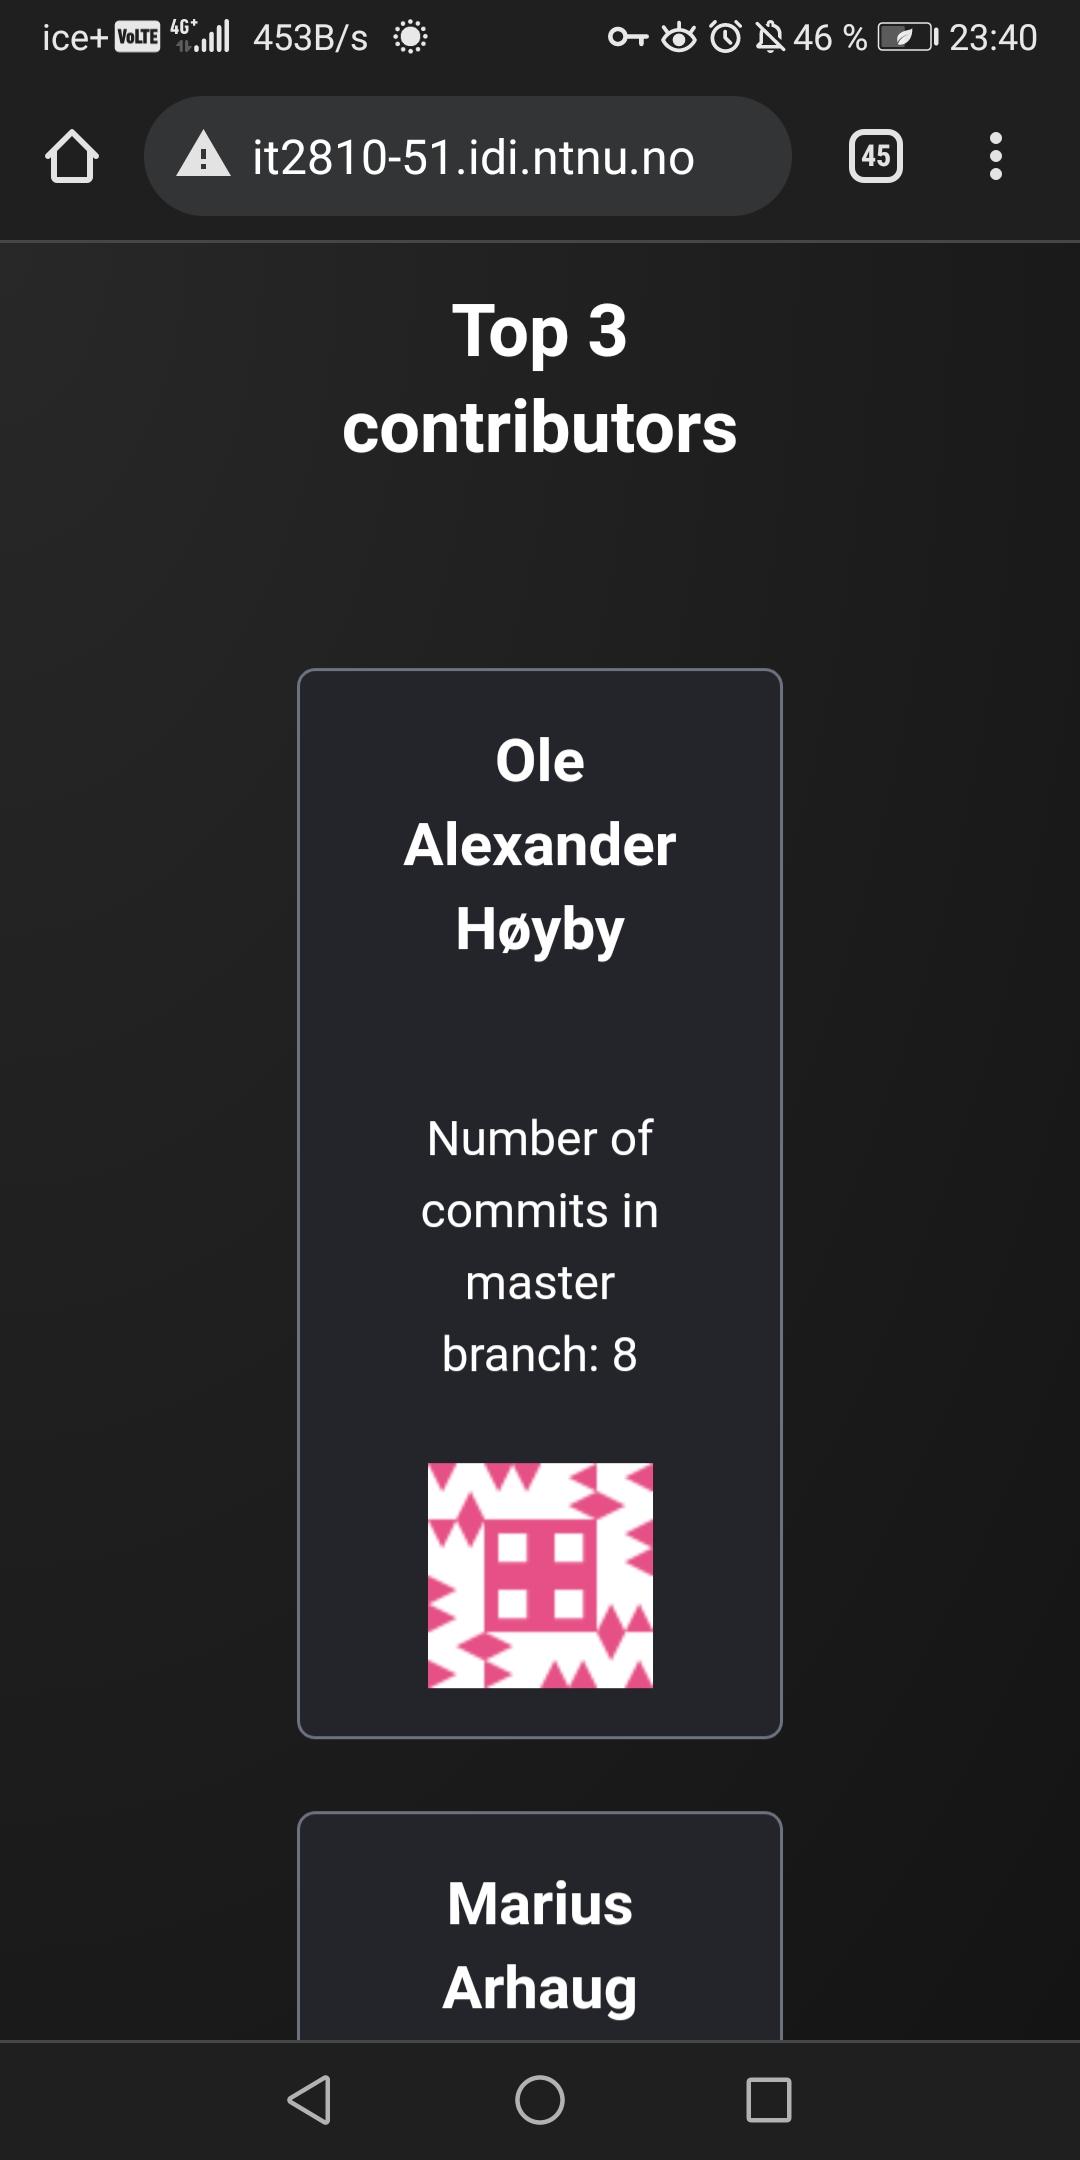 ice+ VoLTE 4G+ 453B/s 46 % 23:40
it2810-51.idi.ntnu.no 45
Top 3
contributors
Ole
Alexander
Høyby
Number of
commits in
master
branch: 8
Marius
Arhaug